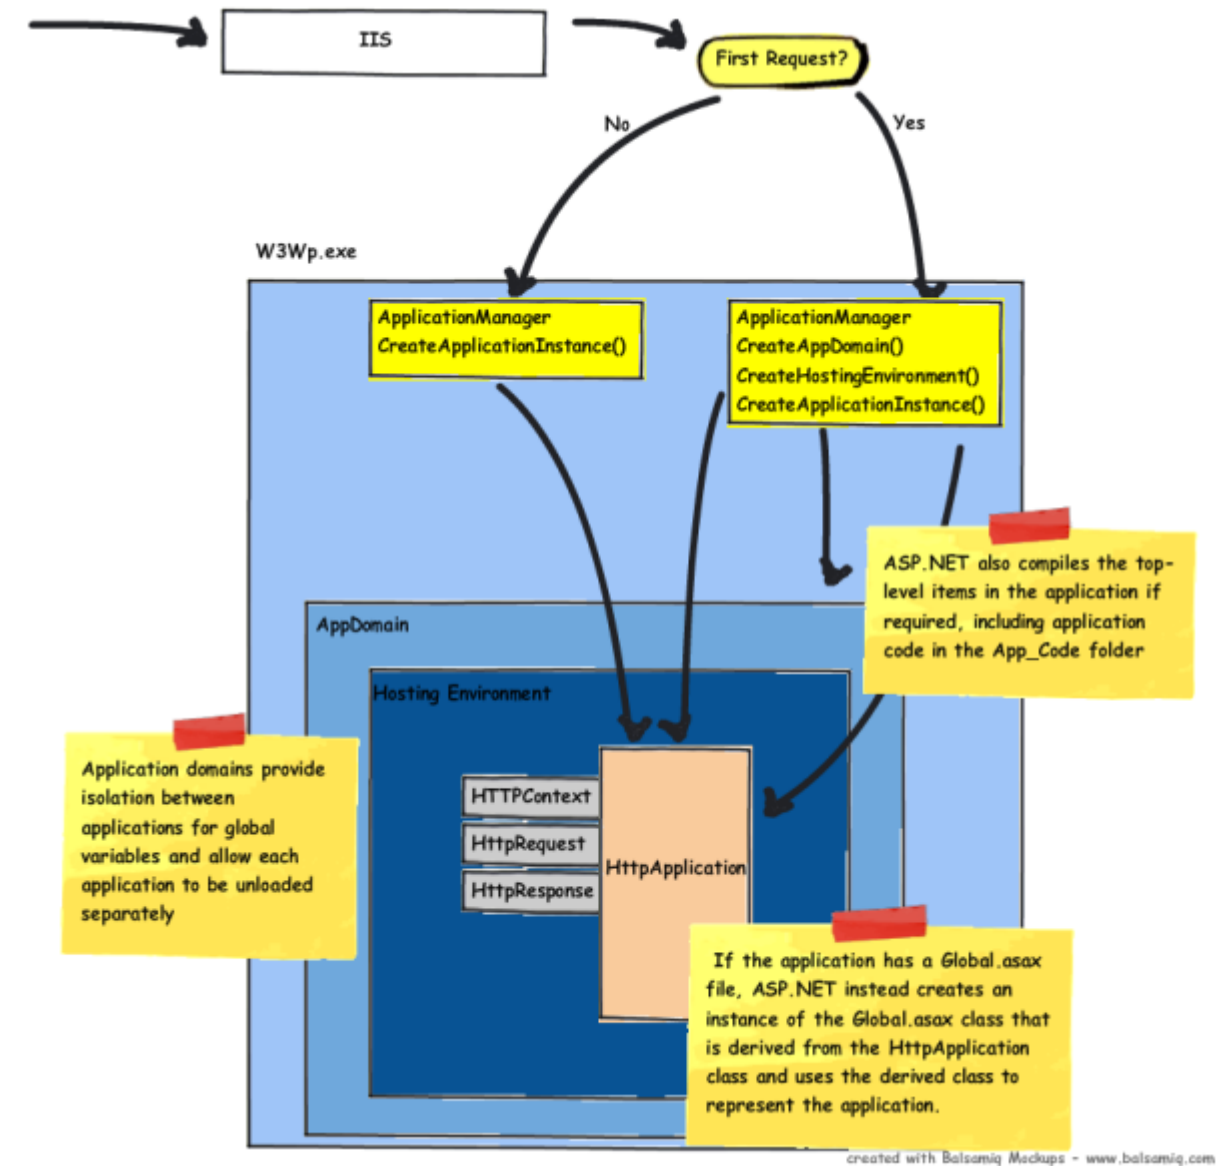 IIS
First Request?
No
Yes
W3Wp.exe
ApplicationManager
CreateApplicationInstance()
ApplicationManager
CreateAppDomain()
CreateHostingEnvironment()
CreateApplicationInstance()
ASP.NET also compiles the top-
level items in the application if
required, including application
code in the App_Code folder
AppDomain
Hosting Environment
Application domains provide
isolation between
applications for global
variables and allow each
application to be unloaded
separately
HTTPContext
HttpRequest
HttpResponse
HttpApplication
If the application has a Global.asax
file, ASP.NET instead creates an
instance of the Global.asax class that
is derived from the HttpApplication
class and uses the derived class to
represent the application.
created with Balsamiq Mockups - www.balsamiq.com